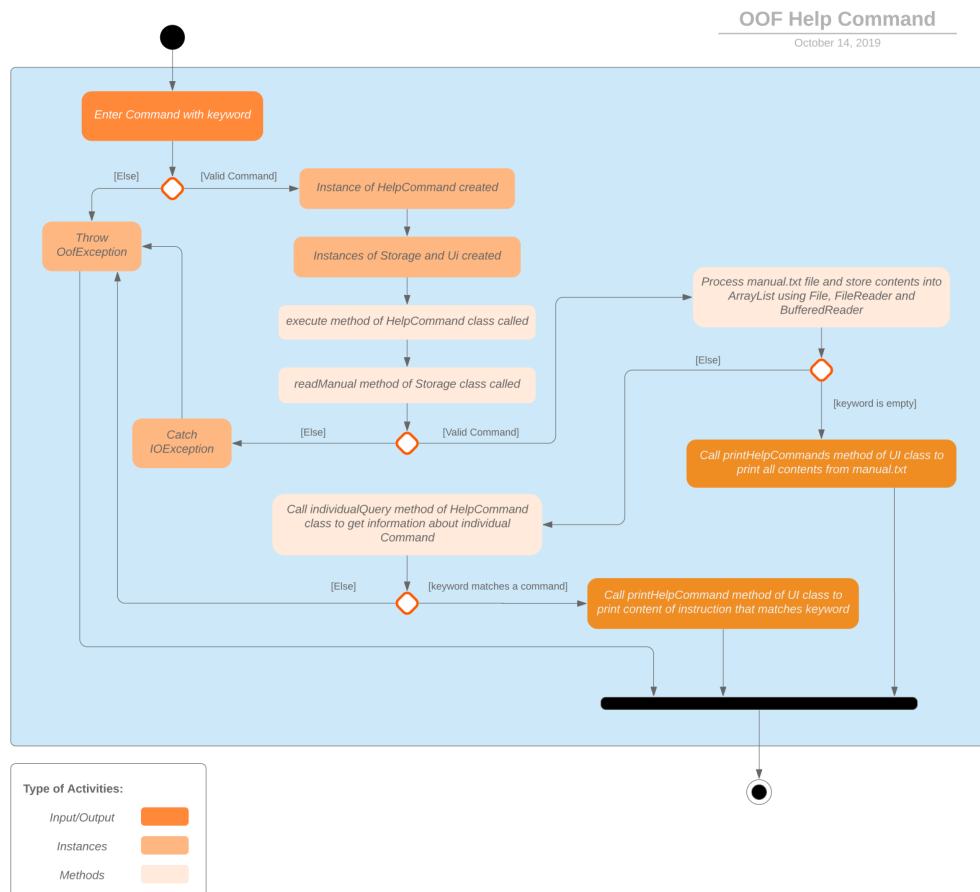 OOF Help Command
October 14, 2019
Enter Command with keyword
[Else]
[Valid Command]
Instance of HelpCommand created
Throw
OofException
Instances of Storage and Ui created
Process manual.txt file and store contents into
ArrayList using File, FileReader and
BufferedReader
execute method of HelpCommand class called
[Else]
readManual method of Storage class called
[keyword is empty]
Catch
IOException
[Else]
[Valid Command]
Call printHelpCommands method of UI class to
print all contents from manual.txt
Call individualQuery method of HelpCommand
class to get information about individual
Command
[Else]
[keyword matches a command]
Call printHelpCommand method of UI class to
print content of instruction that matches keyword
Type of Activities:
Input/Output
Instances
Methods